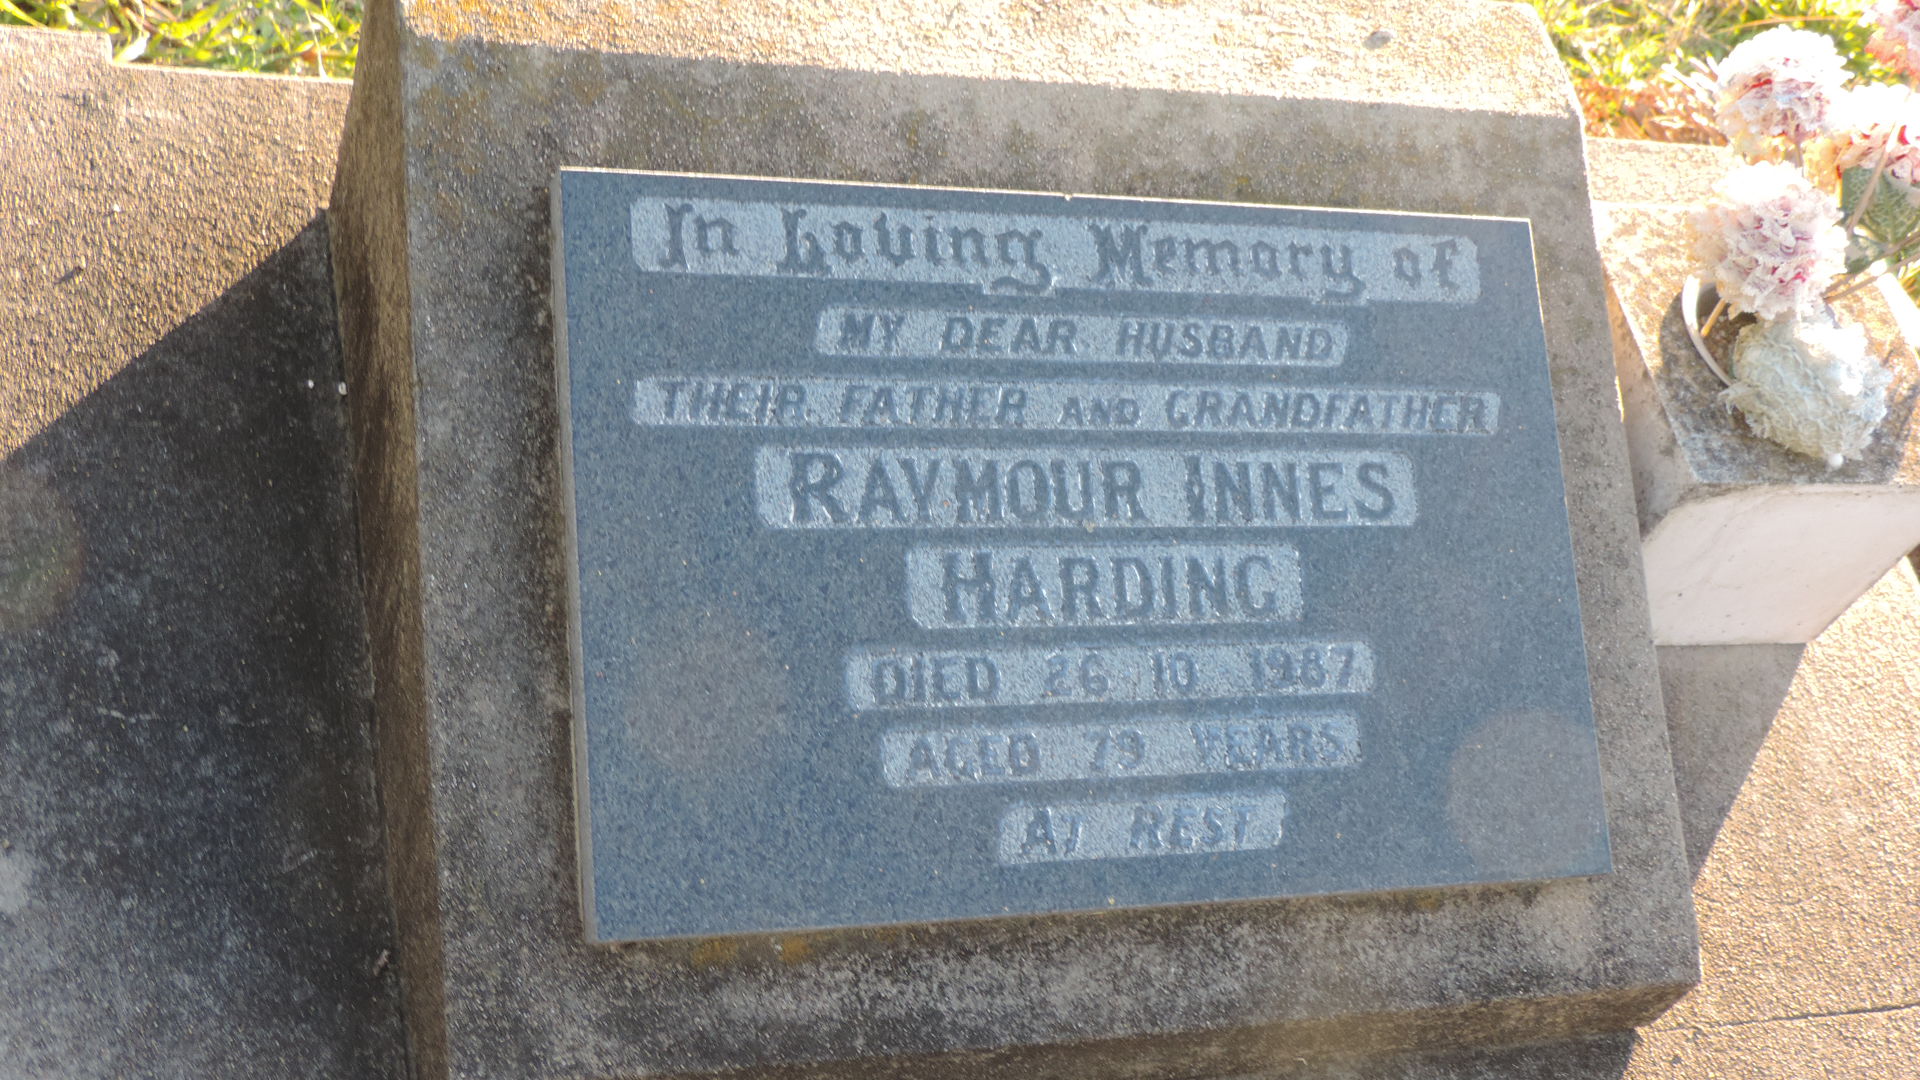 In Loving Memory of
MY DEAR HUSBAND
THEIR FATHER AND GRANDFATHER
RAYMOUR INNES
HARDING
DIED 26-10-1987
AGED 79 YEARS
AT REST